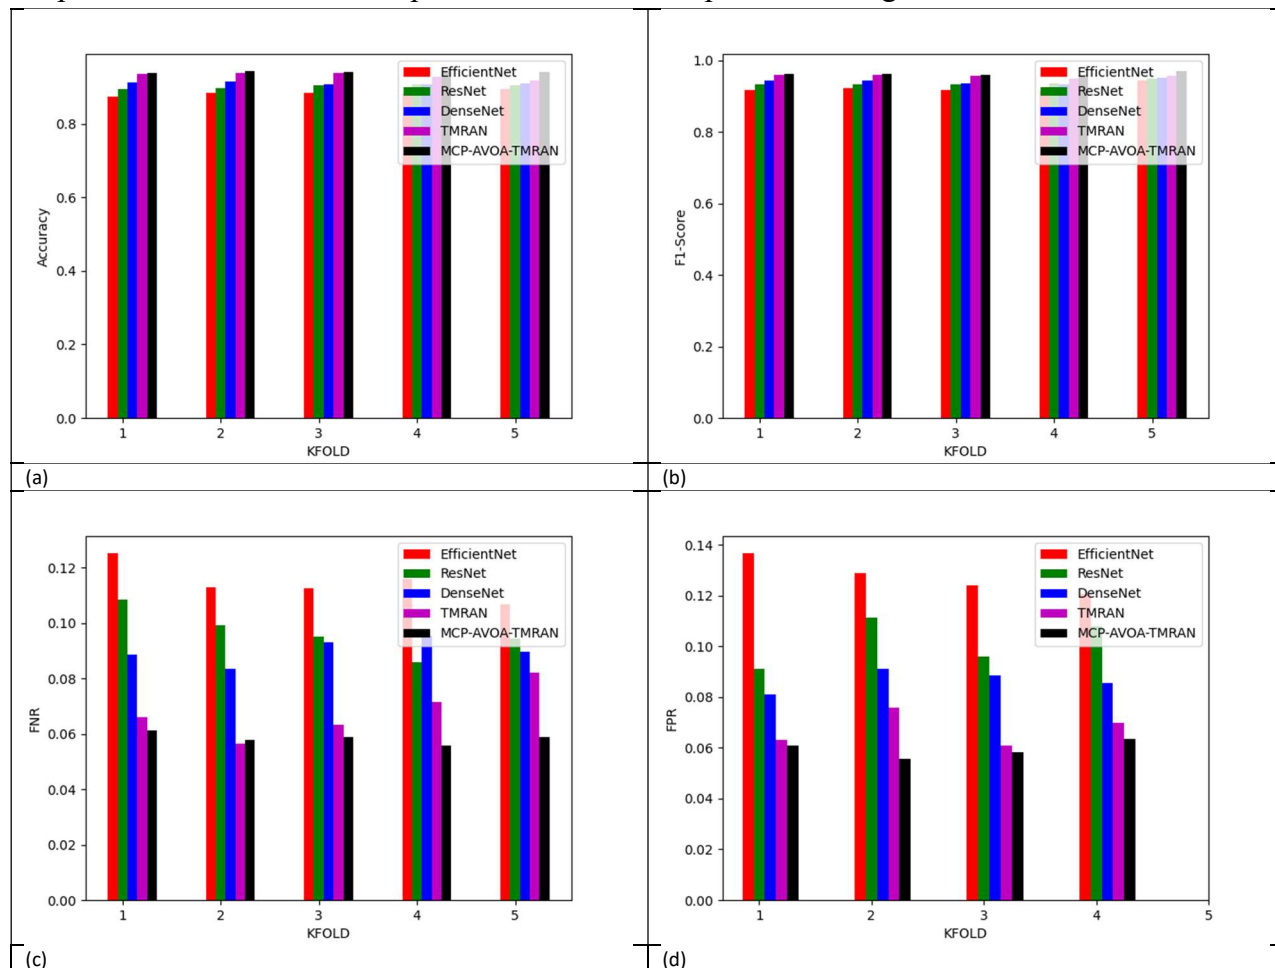 EfficientNet
ResNet
DenseNet
TMRAN
MCP-AVOA-TMRAN
0.8
0.6
0.4
0.2
0.0
Accuracy
1 2 3 4 5
KFOLD
(a)
EfficientNet
ResNet
DenseNet
TMRAN
MCP-AVOA-TMRAN
1.0
0.8
0.6
0.4
0.2
0.0
F1-Score
1 2 3 4 5
KFOLD
(b)
EfficientNet
ResNet
DenseNet
TMRAN
MCP-AVOA-TMRAN
0.12
0.10
0.08
0.06
0.04
0.02
0.00
FNR
1 2 3 4 5
KFOLD
(c)
EfficientNet
ResNet
DenseNet
TMRAN
MCP-AVOA-TMRAN
0.14
0.12
0.10
0.08
0.06
0.04
0.02
0.00
FPR
1 2 3 4 5
KFOLD
(d)